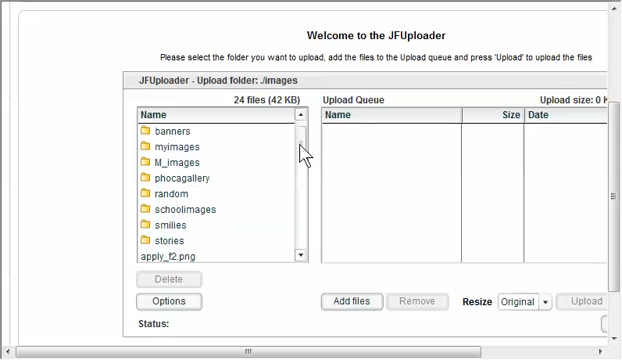 Welcome to the JFUploader
Please select the folder you want to upload, add the files to the Upload queue and press 'Upload' to upload the files
JFUploader - Upload folder: ./images
24 files (42 KB)
Upload Queue
Upload size: 0 K
Name
Name
Size
Date
banners
myimages
M_images
phocagallery
random
schoolimages
smilies
stories
apply_f2.png
Delete
Options
Add files
Remove
Resize
Original
Upload
Status: